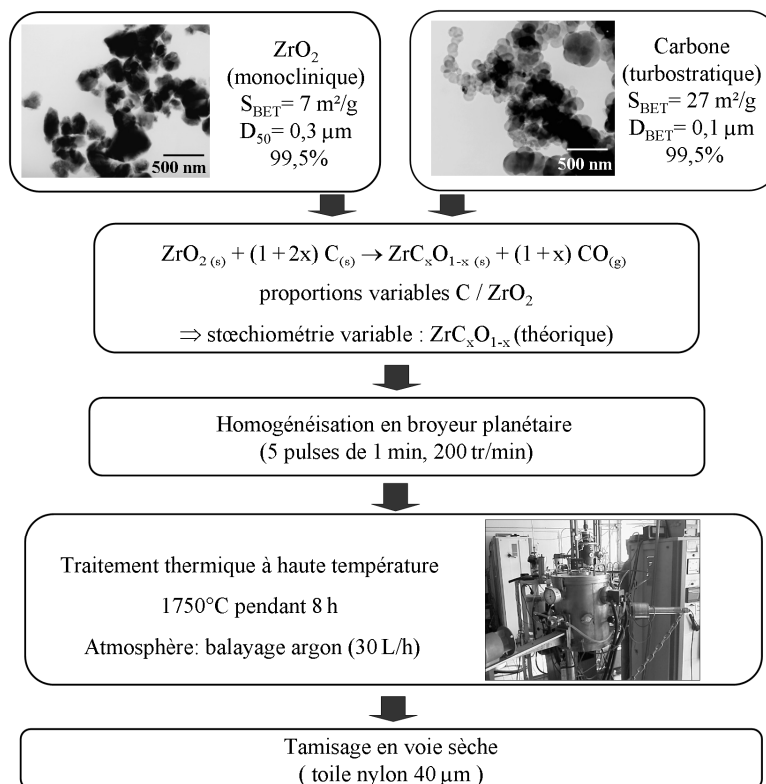 ZrO₂
(monoclinique)
S_BET= 7 m²/g
D₅₀= 0,3 µm
99,5%
500 nm
Carbone
(turbostratique)
S_BET= 27 m²/g
D_BET= 0,1 µm
99,5%
500 nm
ZrO₂ (s) + (1+2x) C(s) → ZrCₓO₁₋ₓ (s) + (1+x) CO(g)
proportions variables C / ZrO₂
⇒ stœchiométrie variable : ZrCₓO₁₋ₓ (théorique)
Homogénéisation en broyeur planétaire
(5 pulses de 1 min, 200 tr/min)
Traitement thermique à haute température
1750°C pendant 8 h
Atmosphère: balayage argon (30 L/h)
Tamisage en voie sèche
( toile nylon 40 µm )